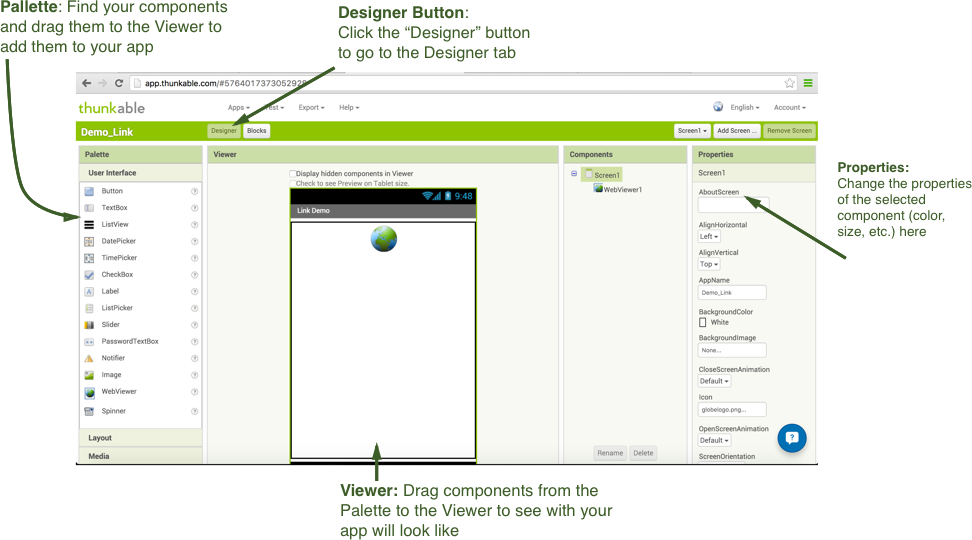 Pallette: Find your components
and drag them to the Viewer to
add them to your app
Designer Button:
Click the “Designer” button
to go to the Designer tab
app.thunkable.com/#5764017373052928
thunkable
Apps
Test
Export
Help
English
Account
Demo_Link
Designer
Blocks
Screen1
Add Screen ...
Remove Screen
Palette
Viewer
Components
Properties
User Interface
Button
TextBox
ListView
DatePicker
TimePicker
CheckBox
Label
ListPicker
Slider
PasswordTextBox
Notifier
Image
WebViewer
Spinner
Layout
Media
Display hidden components in Viewer
Check to see Preview on Tablet size.
9:48
Link Demo
Screen1
WebViewer1
Rename
Delete
Screen1
AboutScreen
AlignHorizontal
Left
AlignVertical
Top
AppName
Demo_Link
BackgroundColor
White
BackgroundImage
None...
CloseScreenAnimation
Default
Icon
globelogo.png...
OpenScreenAnimation
Default
ScreenOrientation
Properties:
Change the properties
of the selected
component (color,
size, etc.) here
Viewer: Drag components from the
Palette to the Viewer to see with your
app will look like